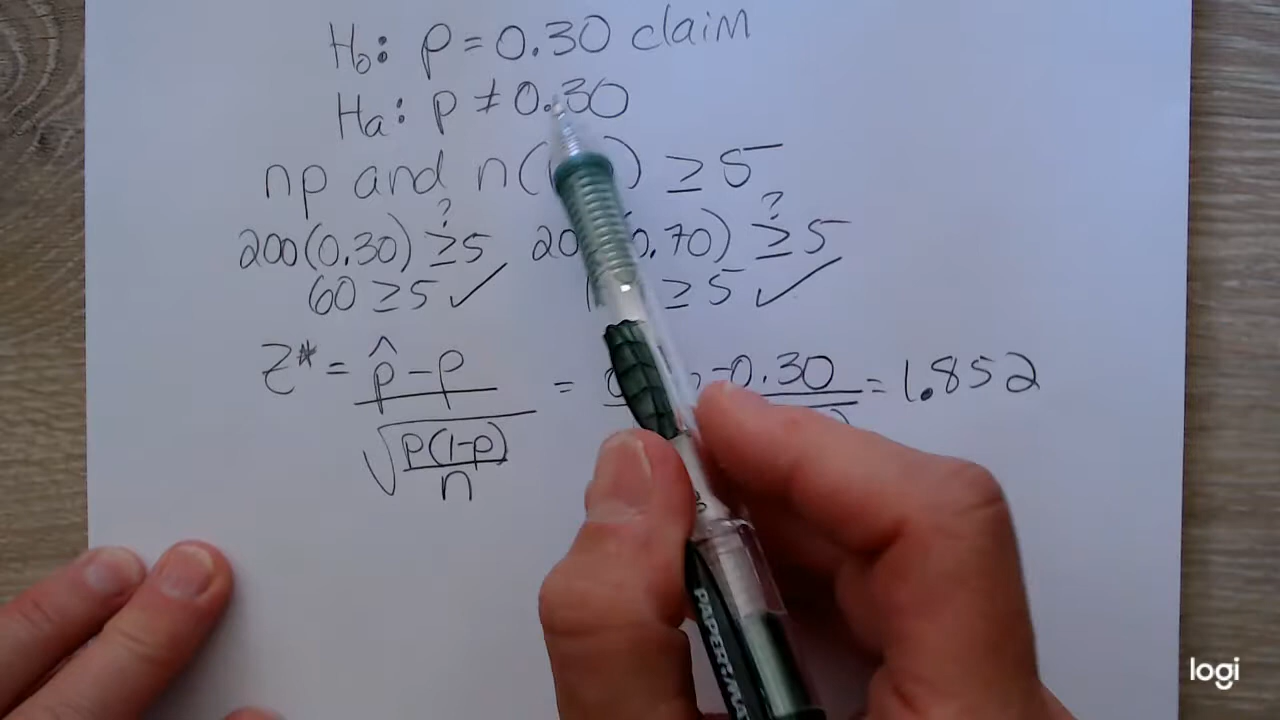 H₀: p = 0.30 claim
Hₐ: p ≠ 0.30
np and n( ) ≥ 5
200(0.30) ≥? 5 20 0.70) ≥? 5
60 ≥ 5 ✓ ≥ 5 ✓
Z* = p̂ - p / √(p(1-p)/n) = -0.30 = 1.852
PAPERMA
logi